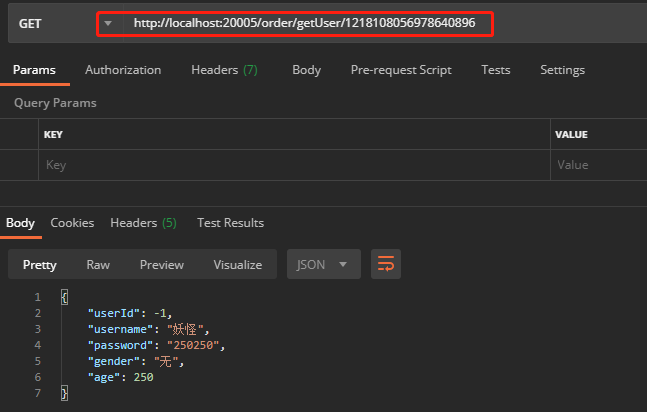 GET http://localhost:20005/order/getUser/1218108056978640896
Params Authorization Headers (7) Body Pre-request Script Tests Settings
Query Params
KEY VALUE
Key Value
Body Cookies Headers (5) Test Results
Pretty Raw Preview Visualize JSON
1 {
2 "userId": -1,
3 "username": "妖怪",
4 "password": "250250",
5 "gender": "无",
6 "age": 250
7 }